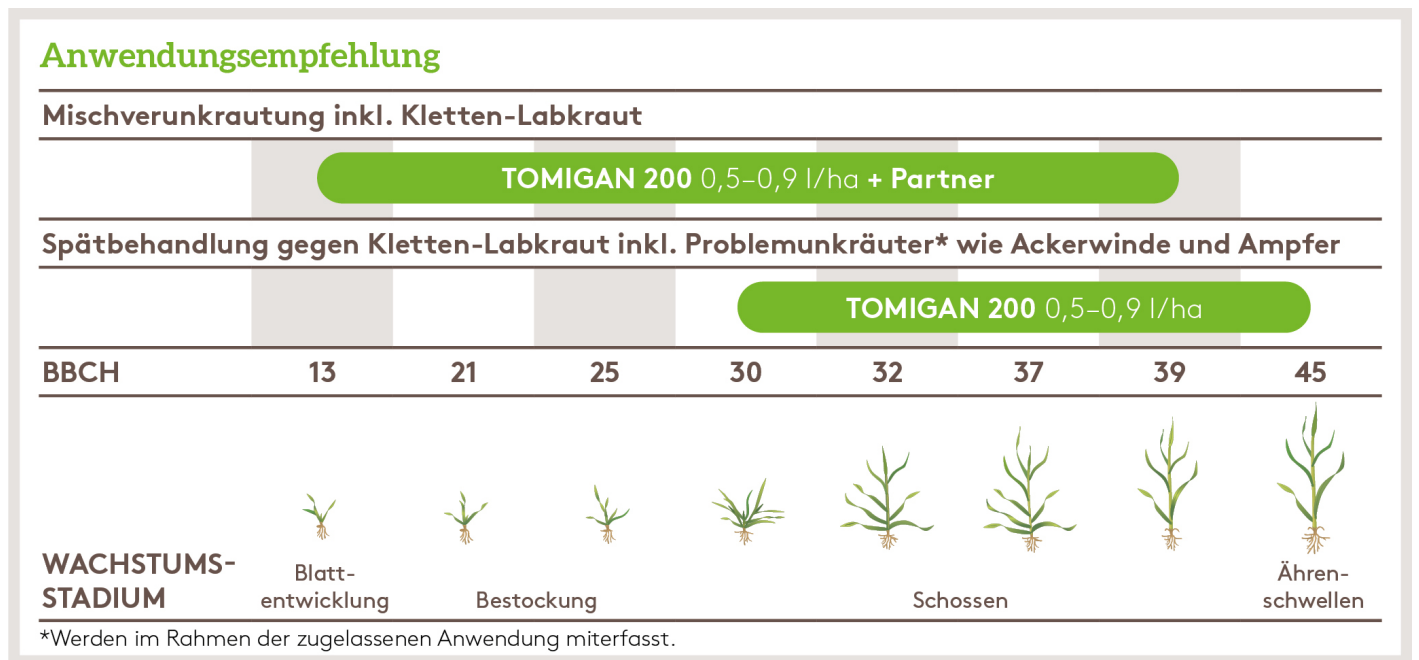 Anwendungsempfehlung
Mischverunkrautung inkl. Kletten-Labkraut
TOMIGAN 200 0,5–0,9 l/ha + Partner
Spätbehandlung gegen Kletten-Labkraut inkl. Problemunkräuter* wie Ackerwinde und Ampfer
TOMIGAN 200 0,5–0,9 l/ha
BBCH 13 21 25 30 32 37 39 45
WACHSTUMS-
STADIUM
Blatt-
entwicklung
Bestockung
Schossen
Ähren-
schwellen
*Werden im Rahmen der zugelassenen Anwendung miterfasst.